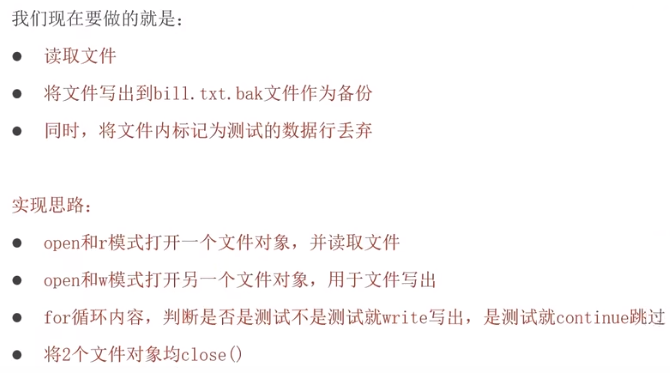 我们现在要做的就是：
● 读取文件
● 将文件写出到bill.txt.bak文件作为备份
● 同时，将文件内标记为测试的数据行丢弃
实现思路：
● open和r模式打开一个文件对象，并读取文件
● open和w模式打开另一个文件对象，用于文件写出
● for循环内容，判断是否是测试不是测试就write写出，是测试就continue跳过
● 将2个文件对象均close()